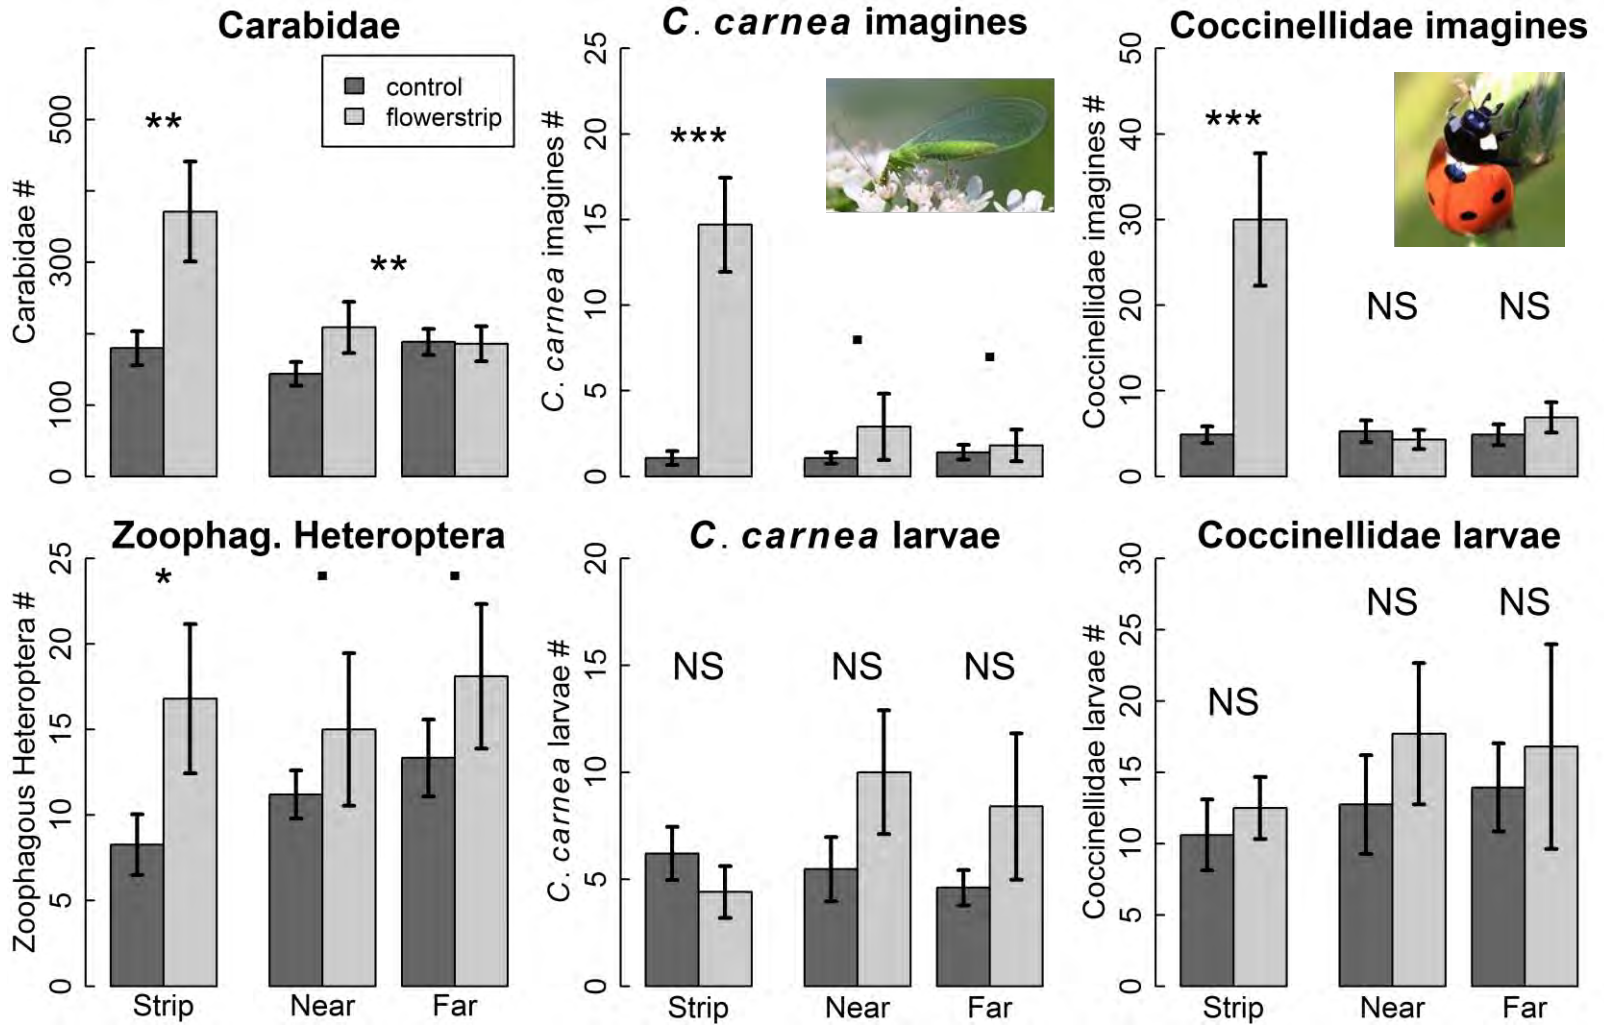 Carabidae
C. carnea imagines
Coccinellidae imagines
control
flowerstrip
Carabidae #
0
100
300
500
**
**
C. carnea imagines #
0
5
10
15
20
25
***
.
.
Coccinellidae imagines #
0
10
20
30
40
50
***
NS
NS
Zoophag. Heteroptera
C. carnea larvae
Coccinellidae larvae
Zoophagous Heteroptera #
0
5
10
15
20
25
*
.
.
Strip
Near
Far
C. carnea larvae #
0
5
10
15
20
NS
NS
NS
Strip
Near
Far
Coccinellidae larvae #
0
5
10
15
20
25
30
NS
NS
NS
Strip
Near
Far